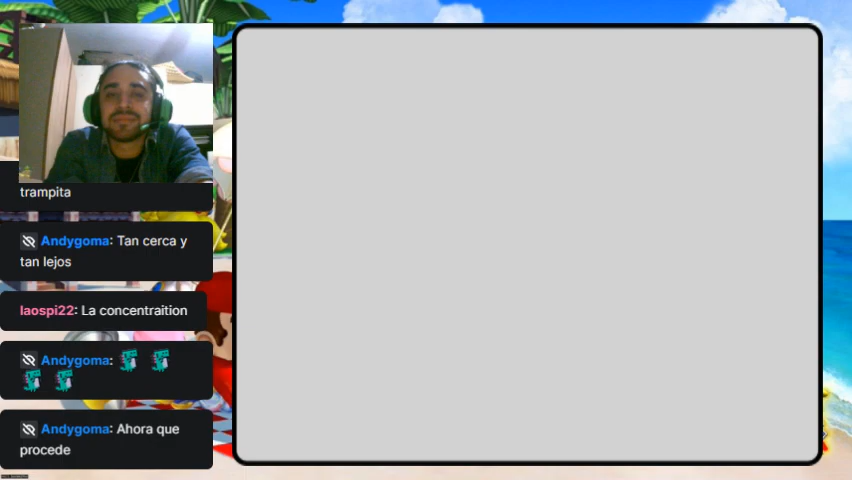 trampita
Andygoma: Tan cerca y
tan lejos
laospi22: La concentraition
Andygoma:
Andygoma: Ahora que
procede